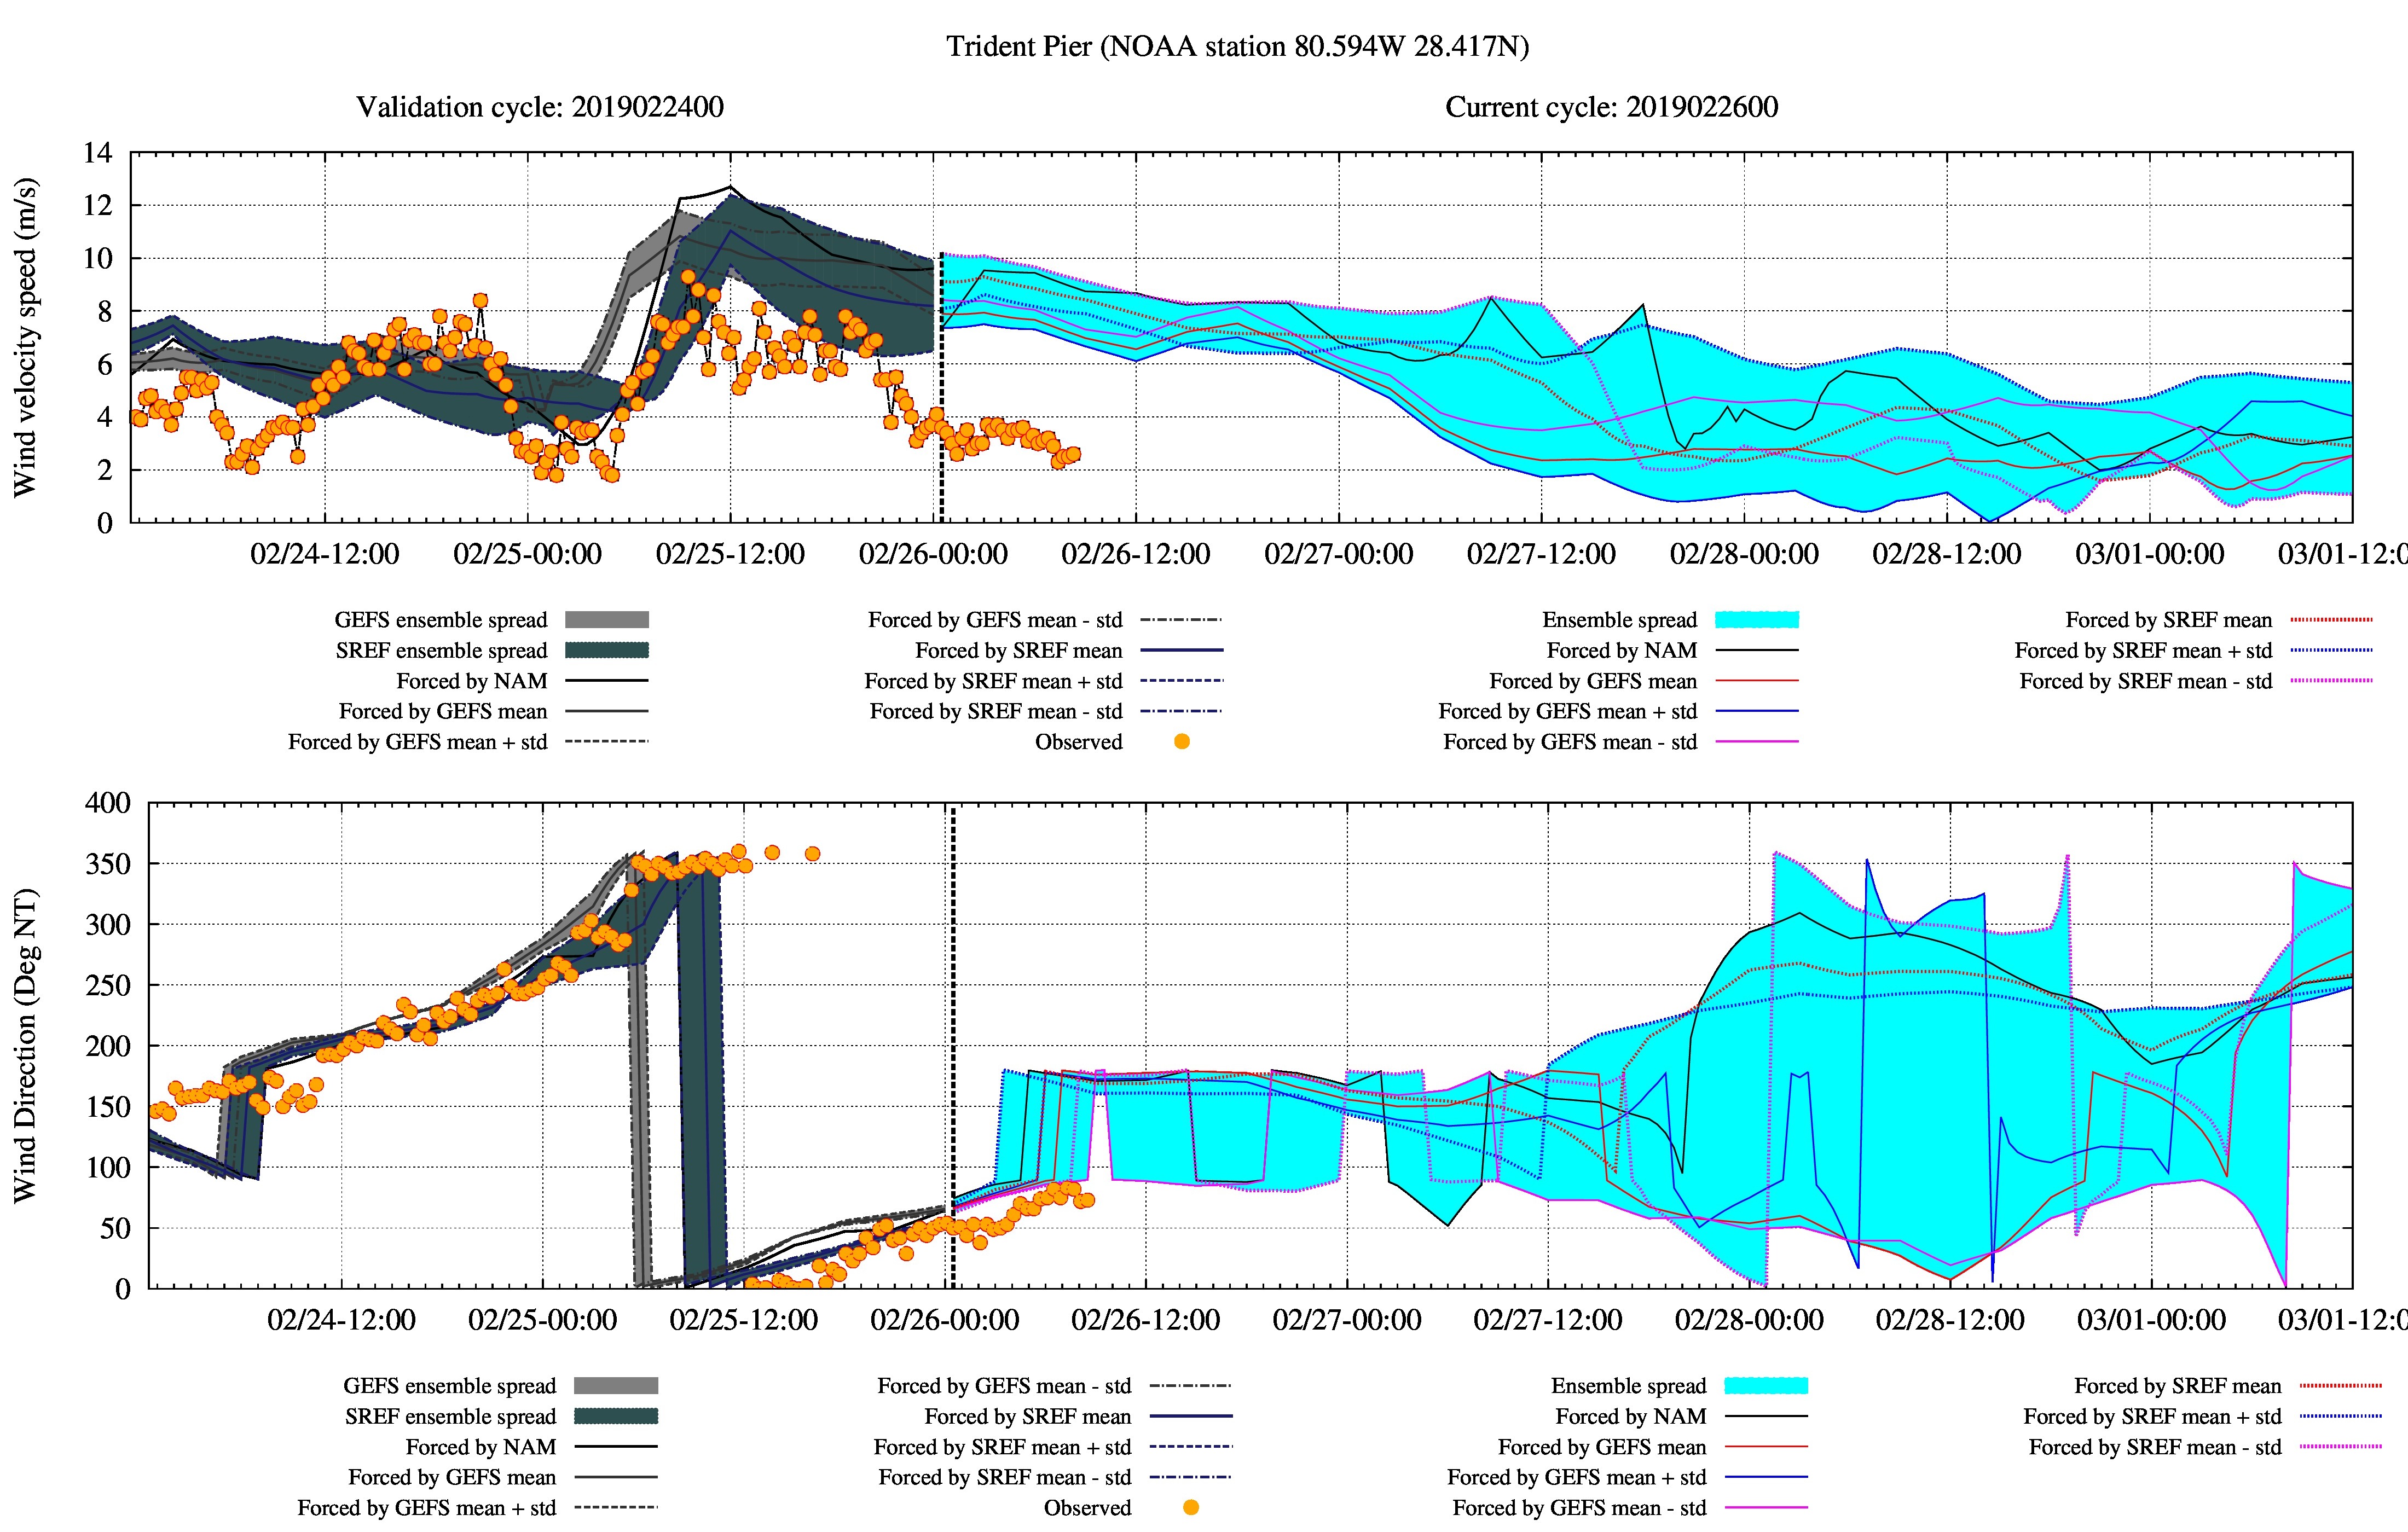 Trident Pier (NOAA station 80.594W 28.417N)
Validation cycle: 2019022400
Current cycle: 2019022600
Wind velocity speed (m/s)
14
12
10
8
6
4
2
0
02/24-12:00 02/25-00:00 02/25-12:00 02/26-00:00 02/26-12:00 02/27-00:00 02/27-12:00 02/28-00:00 02/28-12:00 03/01-00:00 03/01-12:0
GEFS ensemble spread
SREF ensemble spread
Forced by NAM
Forced by GEFS mean
Forced by GEFS mean + std
Forced by GEFS mean - std
Forced by SREF mean
Forced by SREF mean + std
Forced by SREF mean - std
Observed
Ensemble spread
Forced by NAM
Forced by GEFS mean
Forced by GEFS mean + std
Forced by GEFS mean - std
Forced by SREF mean
Forced by SREF mean + std
Forced by SREF mean - std
Wind Direction (Deg NT)
400
350
300
250
200
150
100
50
0
02/24-12:00 02/25-00:00 02/25-12:00 02/26-00:00 02/26-12:00 02/27-00:00 02/27-12:00 02/28-00:00 02/28-12:00 03/01-00:00 03/01-12:0
GEFS ensemble spread
SREF ensemble spread
Forced by NAM
Forced by GEFS mean
Forced by GEFS mean + std
Forced by GEFS mean - std
Forced by SREF mean
Forced by SREF mean + std
Forced by SREF mean - std
Observed
Ensemble spread
Forced by NAM
Forced by GEFS mean
Forced by GEFS mean + std
Forced by GEFS mean - std
Forced by SREF mean
Forced by SREF mean + std
Forced by SREF mean - std